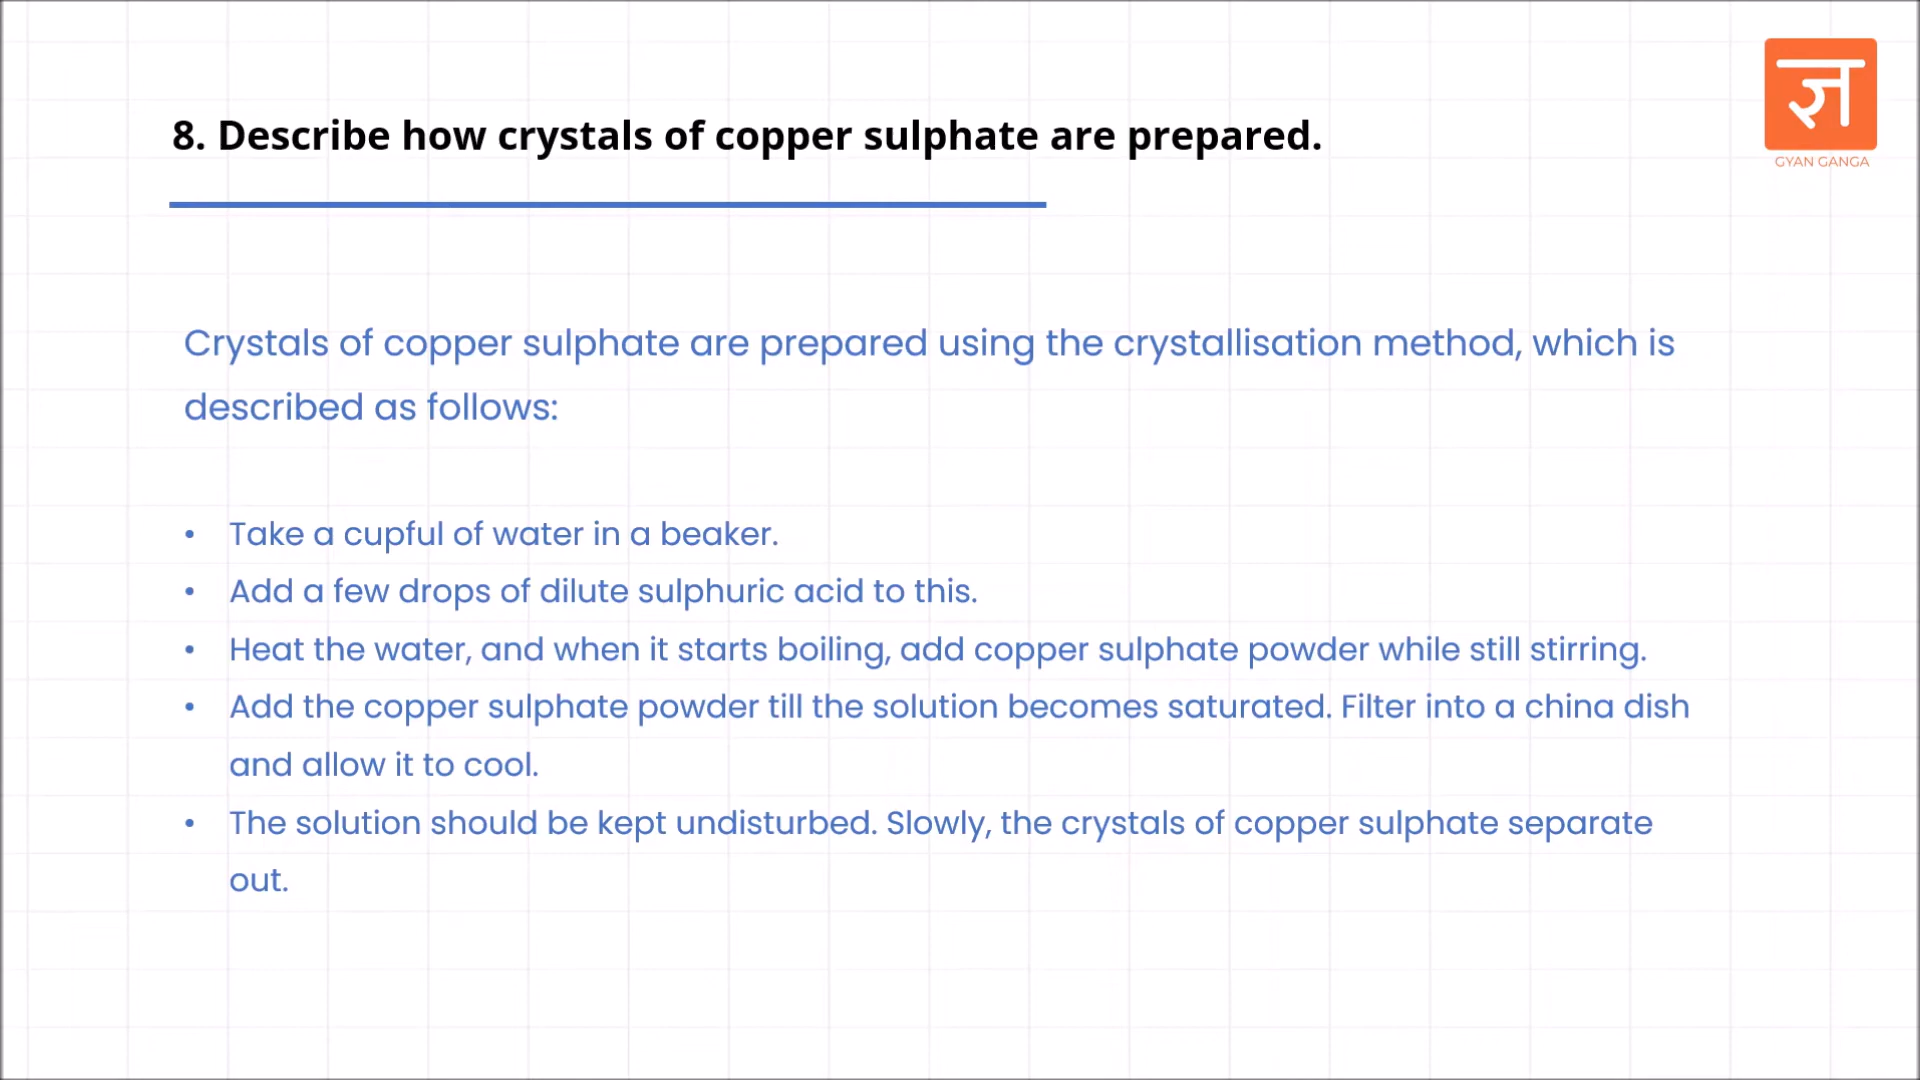 ज्ञ
GYAN GANGA
8. Describe how crystals of copper sulphate are prepared.
Crystals of copper sulphate are prepared using the crystallisation method, which is
described as follows:
• Take a cupful of water in a beaker.
• Add a few drops of dilute sulphuric acid to this.
• Heat the water, and when it starts boiling, add copper sulphate powder while still stirring.
• Add the copper sulphate powder till the solution becomes saturated. Filter into a china dish
and allow it to cool.
• The solution should be kept undisturbed. Slowly, the crystals of copper sulphate separate
out.